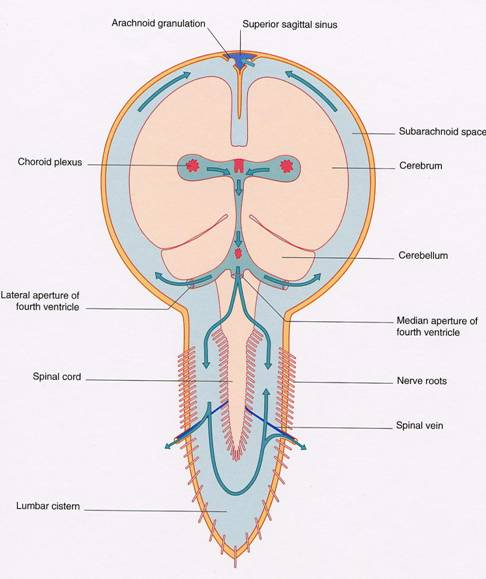 Arachnoid granulation
Superior sagittal sinus
Subarachnoid space
Choroid plexus
Cerebrum
Cerebellum
Lateral aperture of
fourth ventricle
Median aperture of
fourth ventricle
Spinal cord
Nerve roots
Spinal vein
Lumbar cistern